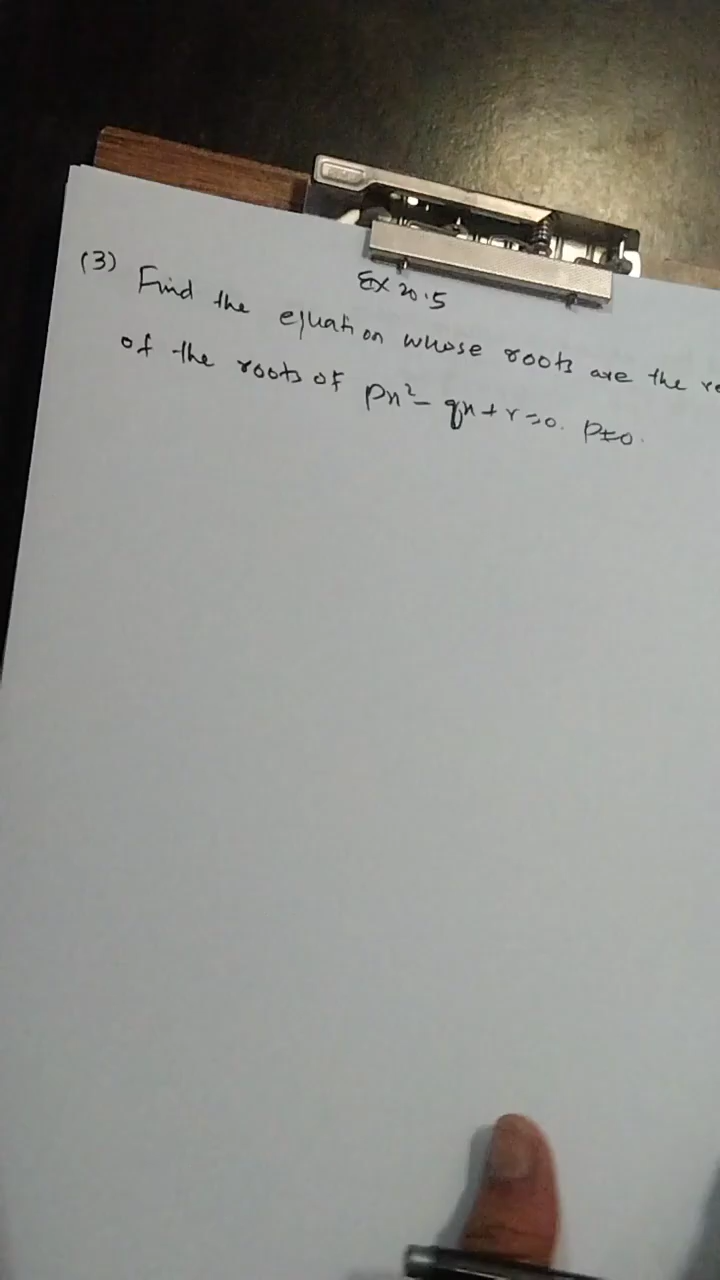 Ex 20.5
(3) Find the equation whose roots are the
of the roots of px² - qx + r = 0. p≠0.